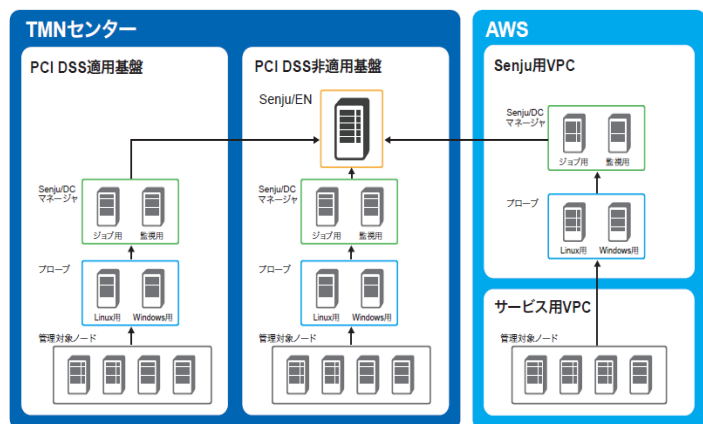 TMNセンター
PCI DSS適用基盤
Senju/DC
マネージャ
ジョブ用
監視用
プローブ
Linux用
Windows用
管理対象ノード
PCI DSS非適用基盤
Senju/EN
Senju/DC
マネージャ
ジョブ用
監視用
プローブ
Linux用
Windows用
管理対象ノード
AWS
Senju用VPC
Senju/DC
マネージャ
ジョブ用
監視用
プローブ
Linux用
Windows用
サービス用VPC
管理対象ノード